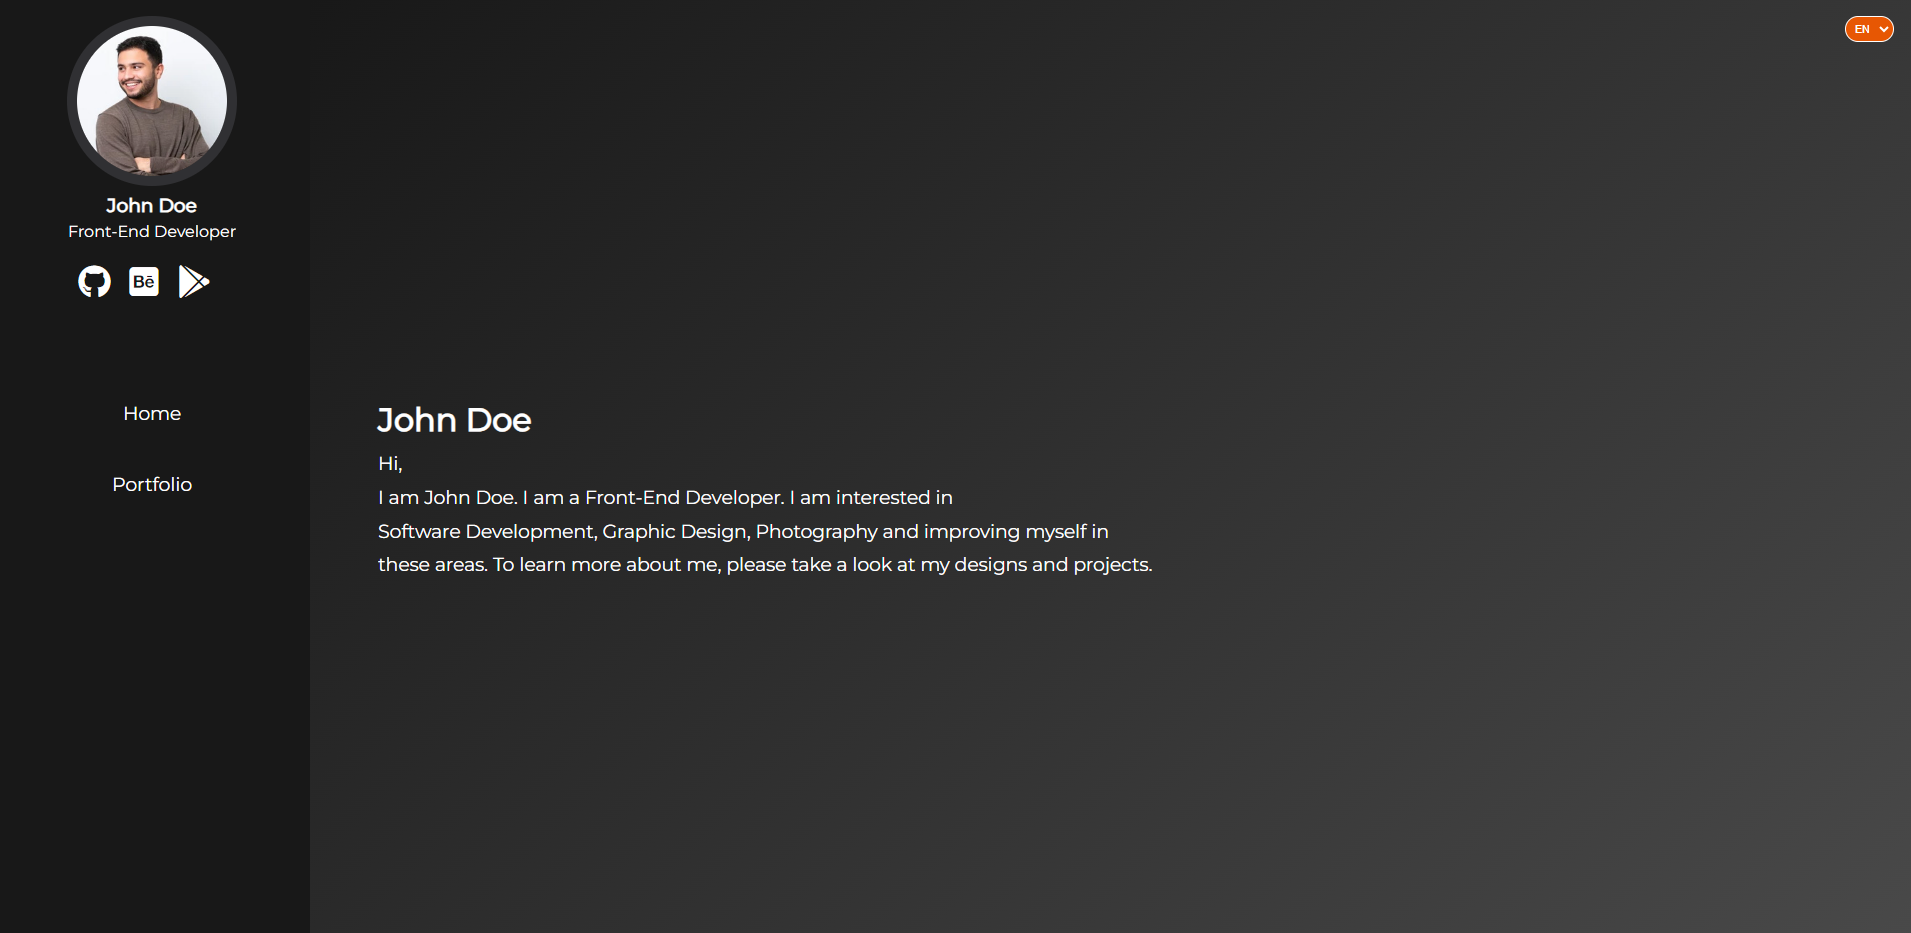 EN
John Doe
Front-End Developer
Bē
Home
Portfolio
John Doe
Hi,
I am John Doe. I am a Front-End Developer. I am interested in
Software Development, Graphic Design, Photography and improving myself in
these areas. To learn more about me, please take a look at my designs and projects.